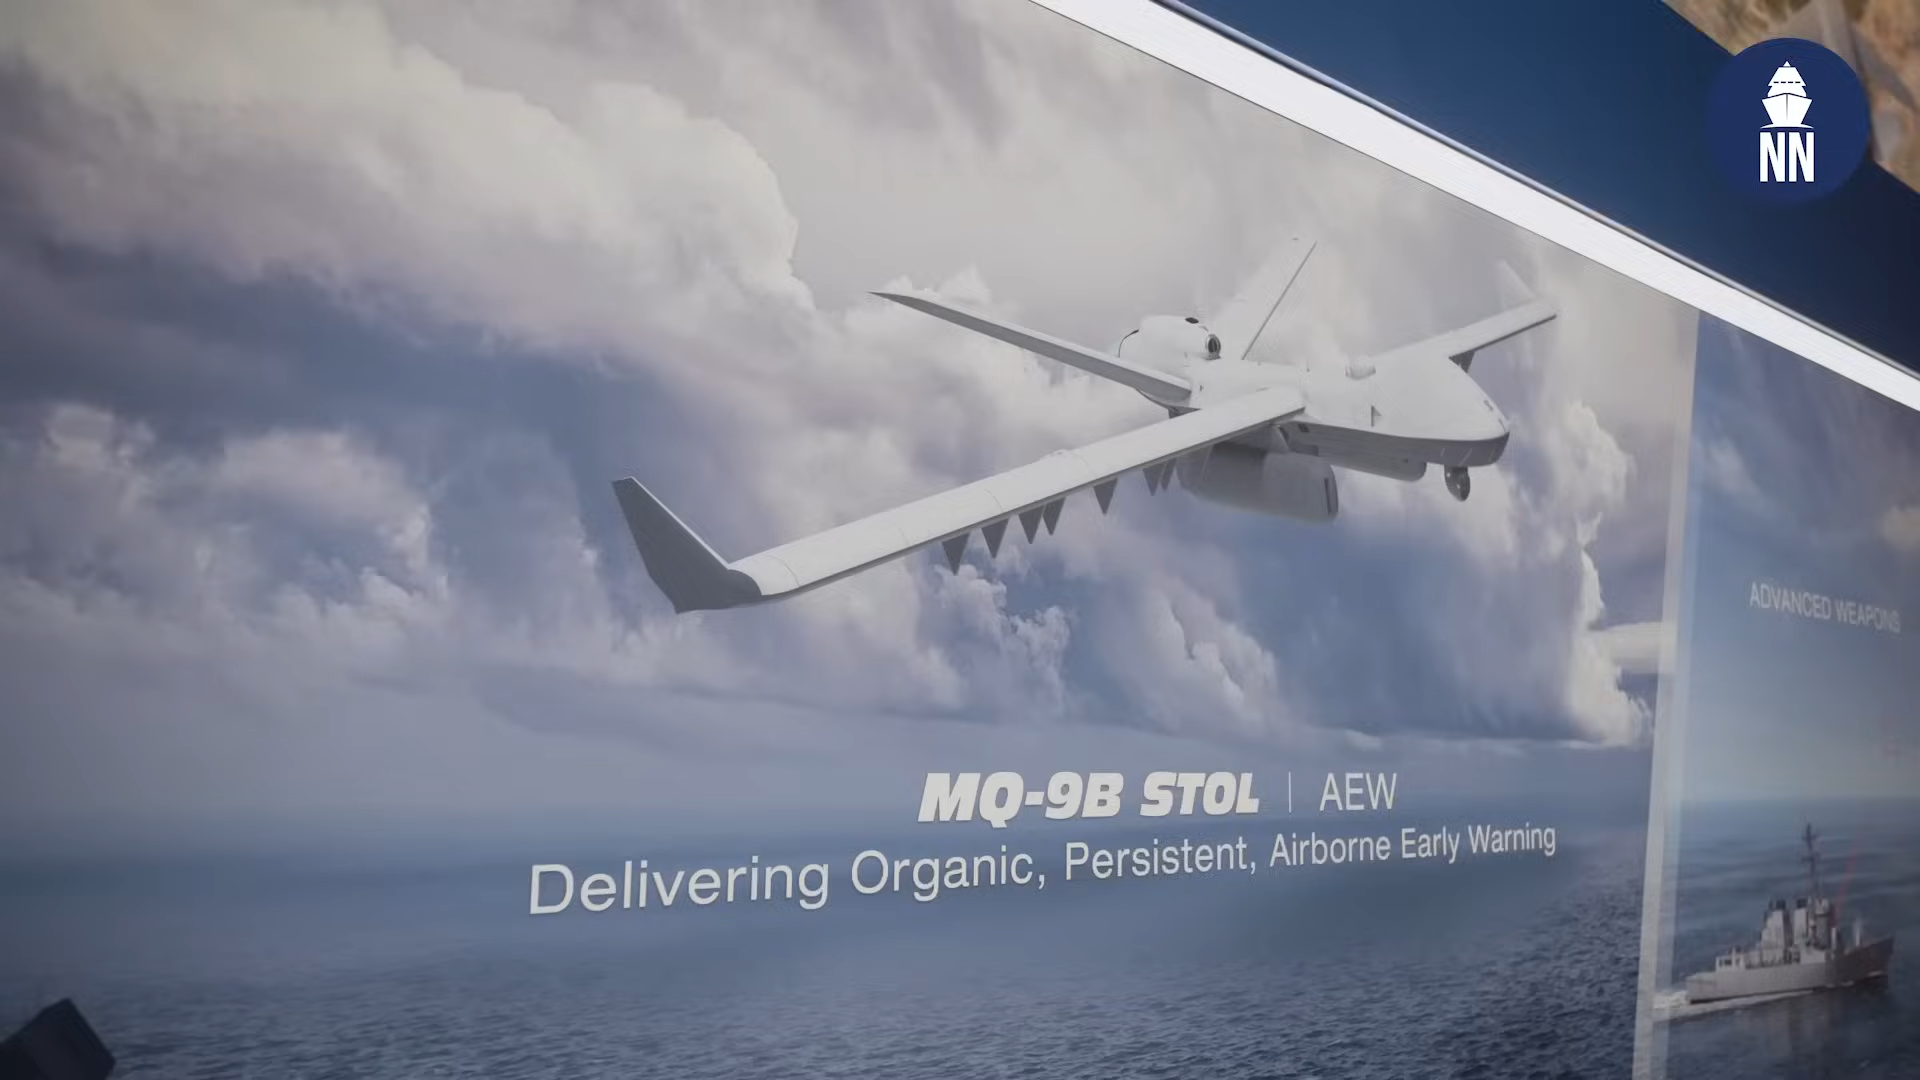 NN
ADVANCED WEAPONS
MQ-9B STOL | AEW
Delivering Organic, Persistent, Airborne Early Warning